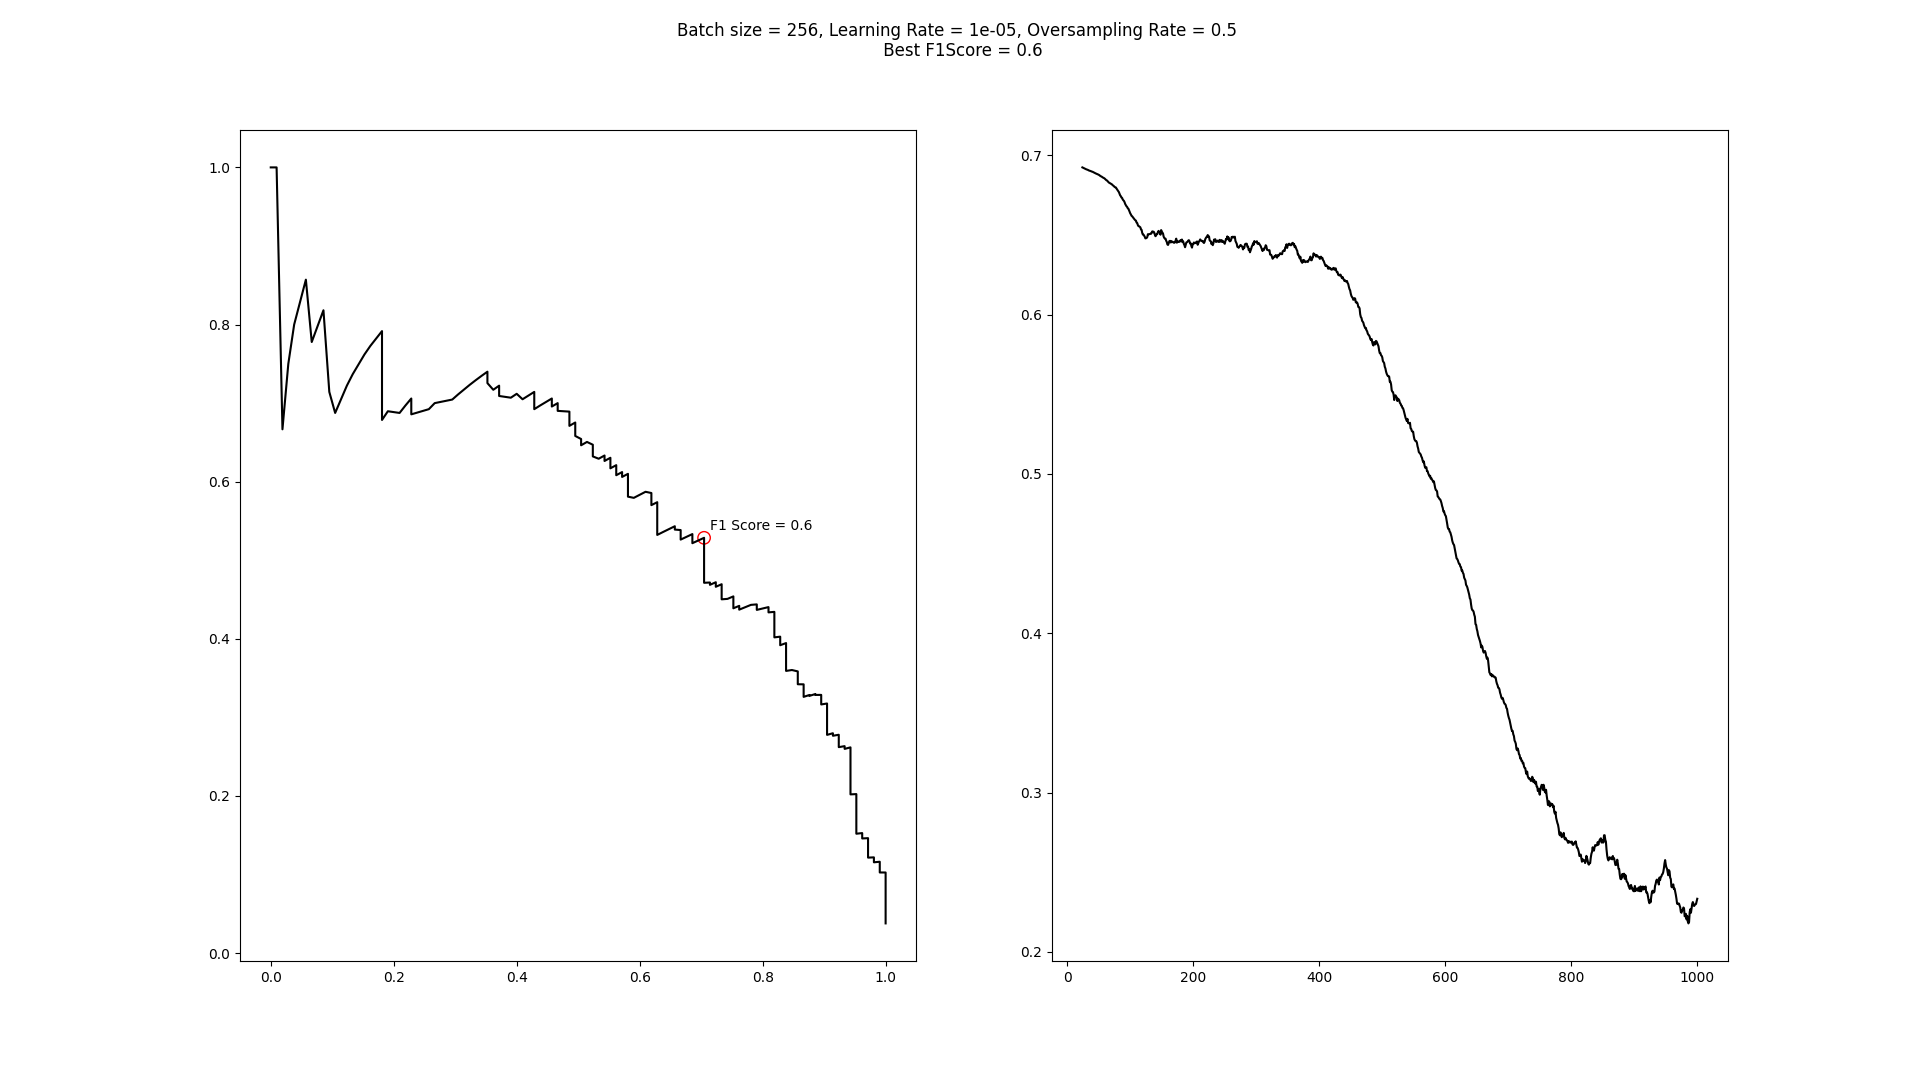 Batch size = 256, Learning Rate = 1e-05, Oversampling Rate = 0.5
Best F1Score = 0.6
1.0
0.8
0.6
0.4
0.2
0.0
F1 Score = 0.6
0.0 0.2 0.4 0.6 0.8 1.0
0.7
0.6
0.5
0.4
0.3
0.2
0 200 400 600 800 1000